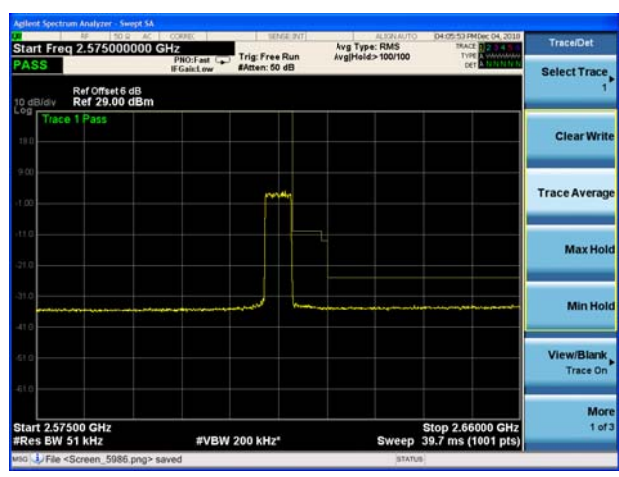 Agilent Spectrum Analyzer - Swept SA
RF 50 Ω AC CORREC SENSE:INT ALIGN AUTO 04:05:53 PM Dec 04, 2018
Start Freq 2.575000000 GHz
PASS
PNO: Fast
IFGain:Low
Trig: Free Run
#Atten: 50 dB
Avg Type: RMS
Avg|Hold:> 100/100
TRACE 1 2 3 4 5 6
TYPE
DET A N N N N N
Ref Offset 6 dB
10 dB/div Ref 29.00 dBm
Log
Trace 1 Pass
19.0
9.00
-1.00
-11.0
-21.0
-31.0
-41.0
-51.0
-61.0
Start 2.57500 GHz Stop 2.66000 GHz
#Res BW 51 kHz #VBW 200 kHz* Sweep 39.7 ms (1001 pts)
MSG File <Screen_5986.png> saved STATUS
Trace/Det
Select Trace
1
Clear Write
Trace Average
Max Hold
Min Hold
View/Blank
Trace On
More
1 of 3